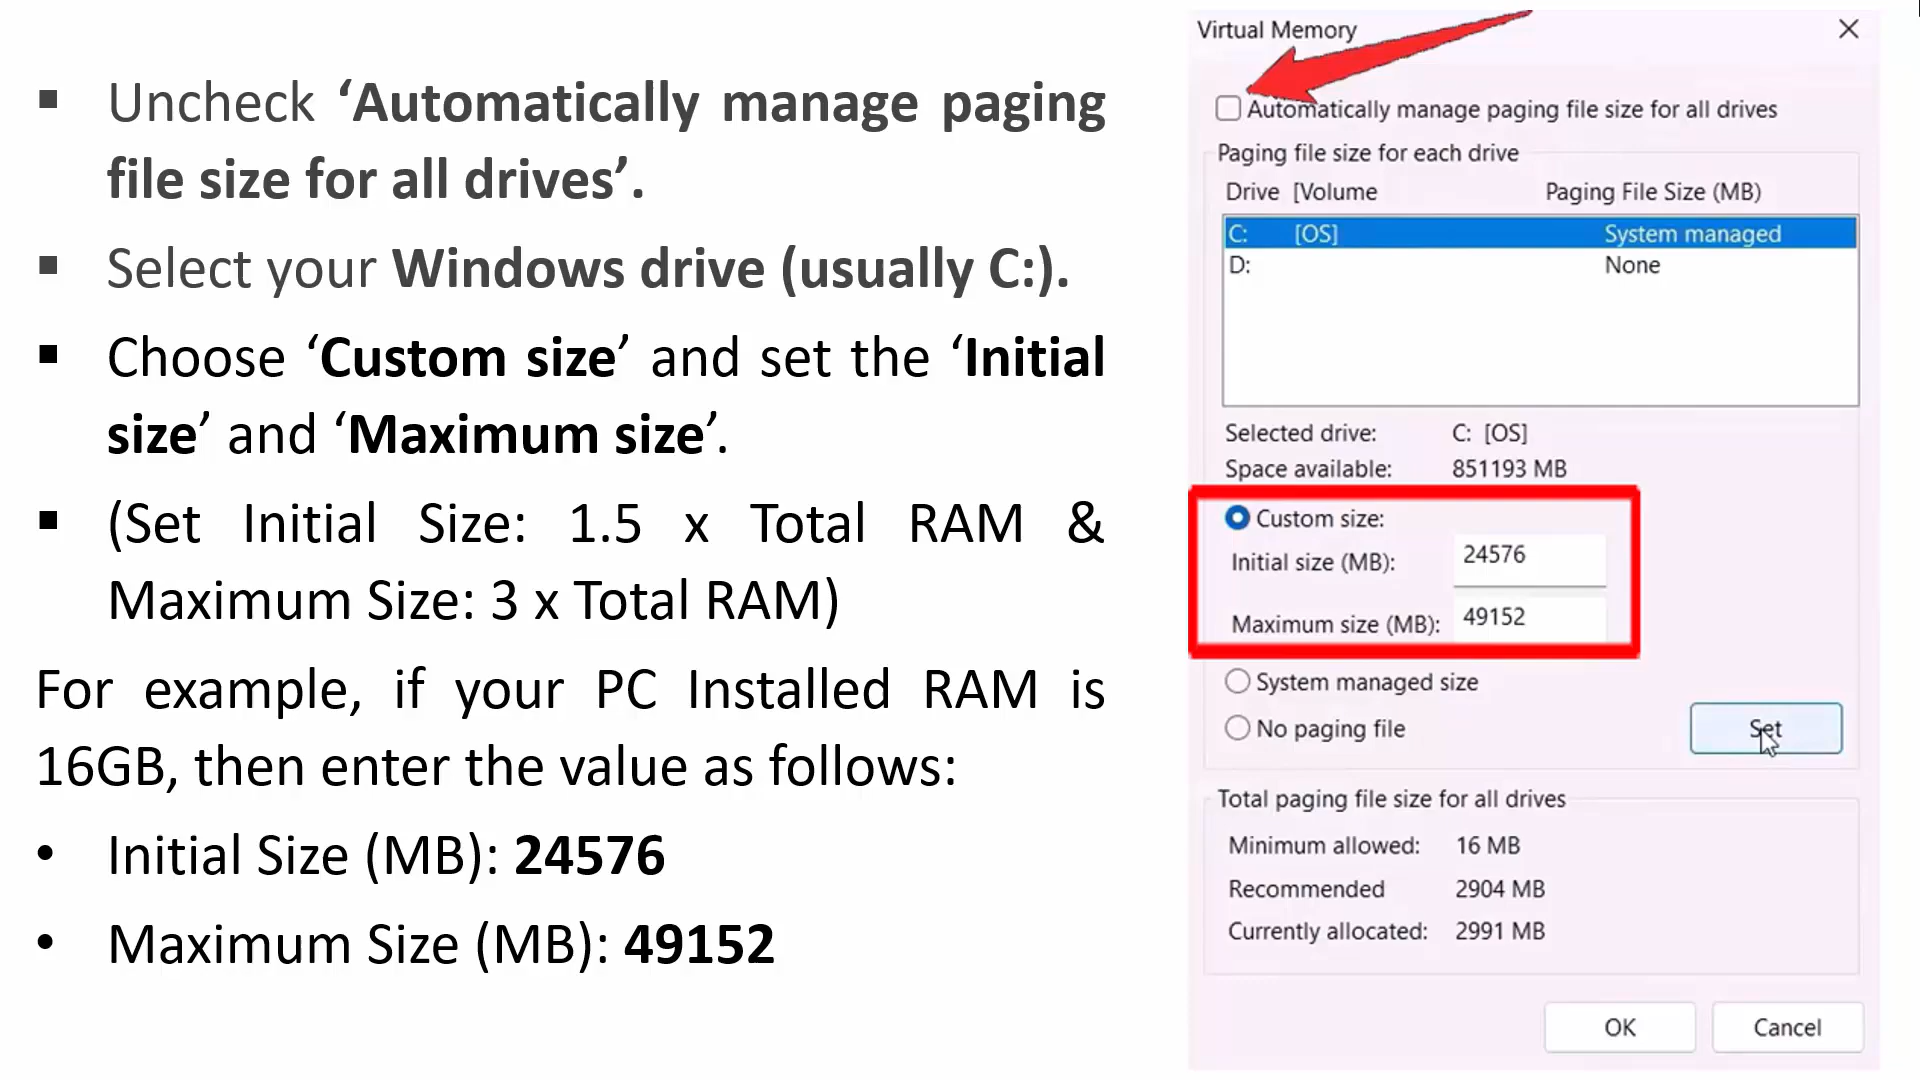 ▪ Uncheck ‘Automatically manage paging
file size for all drives’.
▪ Select your Windows drive (usually C:).
▪ Choose ‘Custom size’ and set the ‘Initial
size’ and ‘Maximum size’.
▪ (Set Initial Size: 1.5 x Total RAM &
Maximum Size: 3 x Total RAM)
For example, if your PC Installed RAM is
16GB, then enter the value as follows:
• Initial Size (MB): 24576
• Maximum Size (MB): 49152
Virtual Memory
Automatically manage paging file size for all drives
Paging file size for each drive
Drive [Volume Paging File Size (MB)
C: [OS] System managed
D: None
Selected drive: C: [OS]
Space available: 851193 MB
Custom size:
Initial size (MB): 24576
Maximum size (MB): 49152
System managed size
No paging file Set
Total paging file size for all drives
Minimum allowed: 16 MB
Recommended 2904 MB
Currently allocated: 2991 MB
OK Cancel